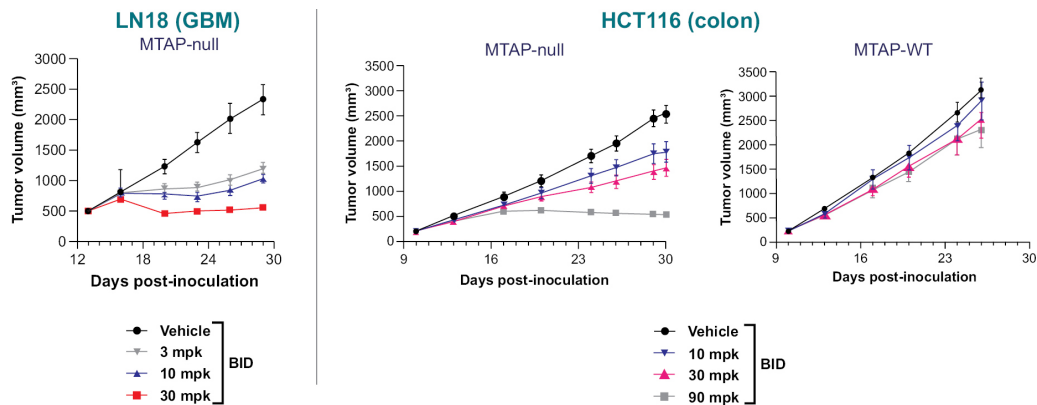 LN18 (GBM)
MTAP-null
Tumor volume (mm³)
3000
2500
2000
1500
1000
500
0
12 18 24 30
Days post-inoculation
Vehicle
3 mpk
10 mpk
30 mpk
BID
HCT116 (colon)
MTAP-null
Tumor volume (mm³)
3500
3000
2500
2000
1500
1000
500
0
9 16 23 30
Days post-inoculation
MTAP-WT
Tumor volume (mm³)
3500
3000
2500
2000
1500
1000
500
0
9 16 23 30
Days post-inoculation
Vehicle
10 mpk
30 mpk
90 mpk
BID